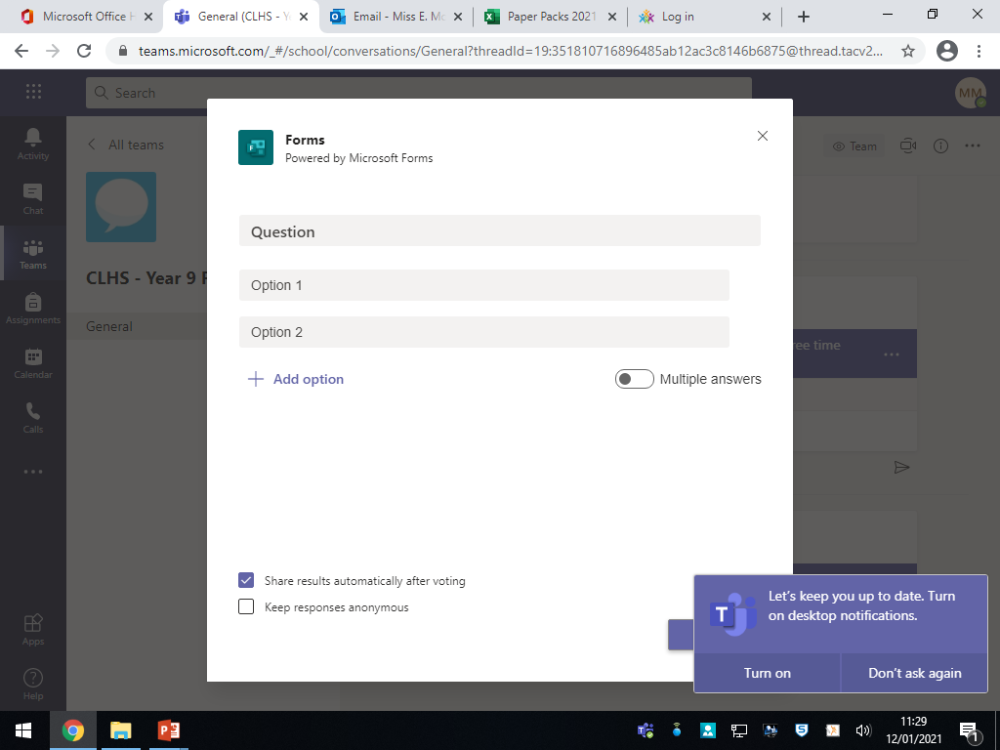 Microsoft Office H
General (CLHS - Y
Email - Miss E. Mc
Paper Packs 2021
Log in
teams.microsoft.com/_#/school/conversations/General?threadId=19:351810716896485ab12ac3c8146b6875@thread.tacv2...
Search
MM
Activity
Chat
Teams
Assignments
Calendar
Calls
Apps
Help
All teams
CLHS - Year 9 F
General
Team
ree time
Forms
Powered by Microsoft Forms
Question
Option 1
Option 2
Add option
Multiple answers
Share results automatically after voting
Keep responses anonymous
Let's keep you up to date. Turn
on desktop notifications.
Turn on
Don't ask again
11:29
12/01/2021
1